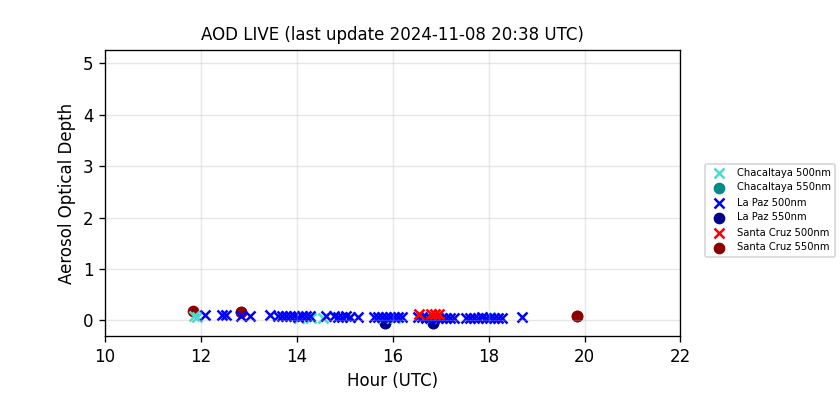 AOD LIVE (last update 2024-11-08 20:38 UTC)
5
4
3
2
1
0
Aerosol Optical Depth
10 12 14 16 18 20 22
Hour (UTC)
Chacaltaya 500nm
Chacaltaya 550nm
La Paz 500nm
La Paz 550nm
Santa Cruz 500nm
Santa Cruz 550nm